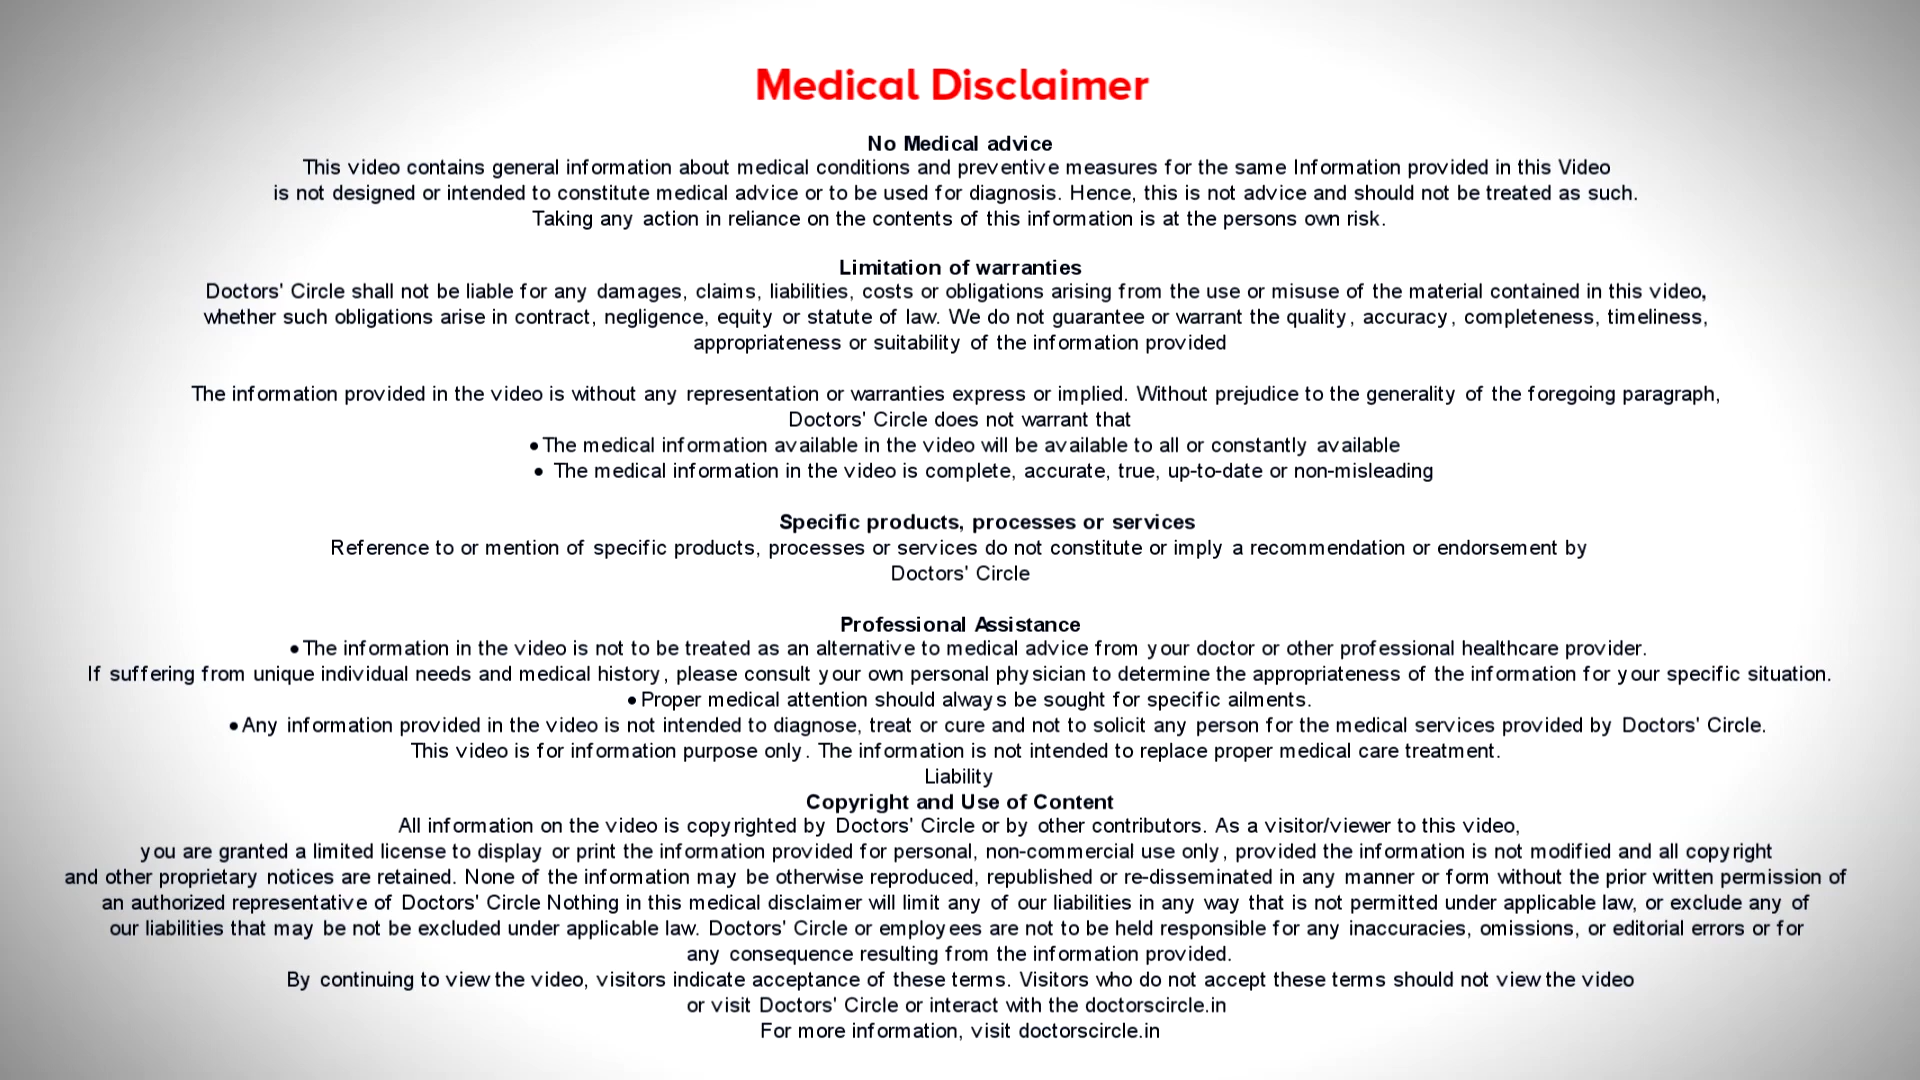 Medical Disclaimer
No Medical advice
This video contains general information about medical conditions and preventive measures for the same Information provided in this Video
is not designed or intended to constitute medical advice or to be used for diagnosis. Hence, this is not advice and should not be treated as such.
Taking any action in reliance on the contents of this information is at the persons own risk.
Limitation of warranties
Doctors' Circle shall not be liable for any damages, claims, liabilities, costs or obligations arising from the use or misuse of the material contained in this video,
whether such obligations arise in contract, negligence, equity or statute of law. We do not guarantee or warrant the quality, accuracy, completeness, timeliness,
appropriateness or suitability of the information provided
The information provided in the video is without any representation or warranties express or implied. Without prejudice to the generality of the foregoing paragraph,
Doctors' Circle does not warrant that
• The medical information available in the video will be available to all or constantly available
• The medical information in the video is complete, accurate, true, up-to-date or non-misleading
Specific products, processes or services
Reference to or mention of specific products, processes or services do not constitute or imply a recommendation or endorsement by
Doctors' Circle
Professional Assistance
• The information in the video is not to be treated as an alternative to medical advice from your doctor or other professional healthcare provider.
If suffering from unique individual needs and medical history, please consult your own personal physician to determine the appropriateness of the information for your specific situation.
• Proper medical attention should always be sought for specific ailments.
• Any information provided in the video is not intended to diagnose, treat or cure and not to solicit any person for the medical services provided by Doctors' Circle.
This video is for information purpose only. The information is not intended to replace proper medical care treatment.
Liability
Copyright and Use of Content
All information on the video is copyrighted by Doctors' Circle or by other contributors. As a visitor/viewer to this video,
you are granted a limited license to display or print the information provided for personal, non-commercial use only, provided the information is not modified and all copyright
and other proprietary notices are retained. None of the information may be otherwise reproduced, republished or re-disseminated in any manner or form without the prior written permission of
an authorized representative of Doctors' Circle Nothing in this medical disclaimer will limit any of our liabilities in any way that is not permitted under applicable law, or exclude any of
our liabilities that may be not be excluded under applicable law. Doctors' Circle or employees are not to be held responsible for any inaccuracies, omissions, or editorial errors or for
any consequence resulting from the information provided.
By continuing to view the video, visitors indicate acceptance of these terms. Visitors who do not accept these terms should not view the video
or visit Doctors' Circle or interact with the doctorscircle.in
For more information, visit doctorscircle.in